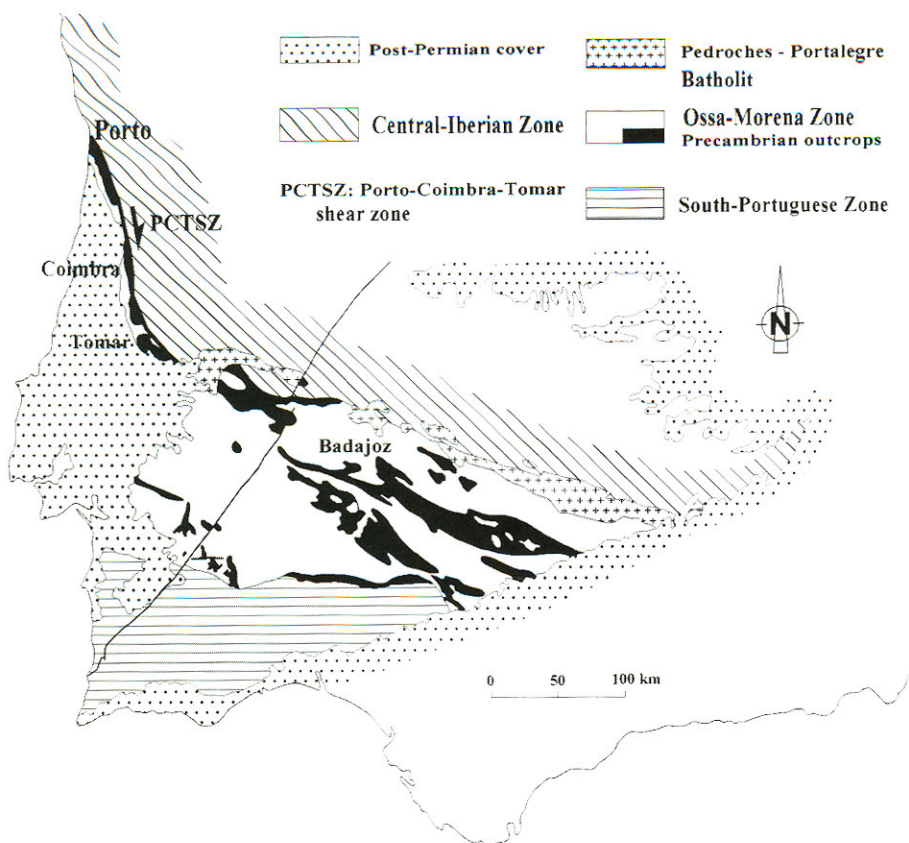 Post-Permian cover
Pedroches - Portalegre
Batholit
Central-Iberian Zone
Ossa-Morena Zone
Precambrian outcrops
PCTSZ: Porto-Coimbra-Tomar
shear zone
South-Portuguese Zone
Porto
PCTSZ
Coimbra
Tomar
Badajoz
N
0 50 100 km